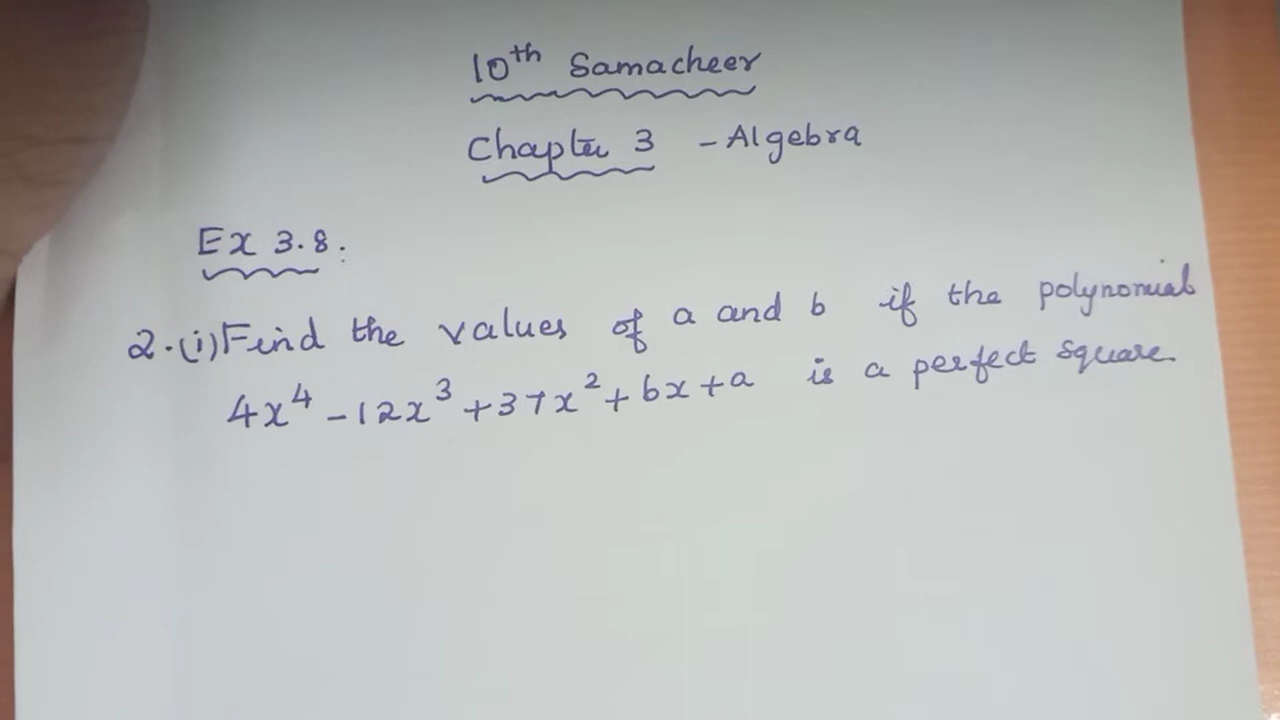 10th Samacheer
Chapter 3 - Algebra
Ex 3.8.
2.(i) Find the values of a and b if the polynomial
4x⁴ - 12x³ + 37x² + bx + a is a perfect square.